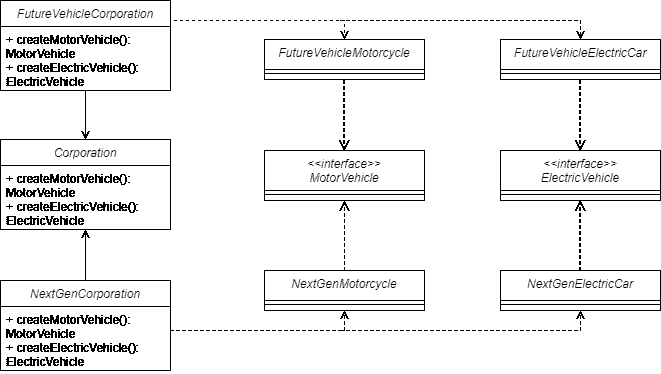 FutureVehicleCorporation
+ createMotorVehicle():
MotorVehicle
+ createElectricVehicle():
ElectricVehicle
FutureVehicleMotorcycle
FutureVehicleElectricCar
Corporation
+ createMotorVehicle():
MotorVehicle
+ createElectricVehicle():
ElectricVehicle
<<interface>>
MotorVehicle
<<interface>>
ElectricVehicle
NextGenCorporation
+ createMotorVehicle():
MotorVehicle
+ createElectricVehicle():
ElectricVehicle
NextGenMotorcycle
NextGenElectricCar